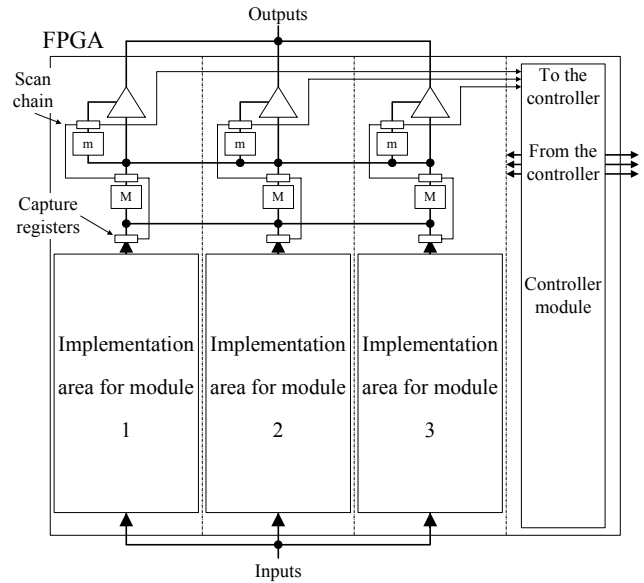 Outputs
FPGA
Scan
chain
To the
controller
m
m
m
From the
controller
M
M
M
Capture
registers
Controller
module
Implementation
area for module
1
Implementation
area for module
2
Implementation
area for module
3
Inputs